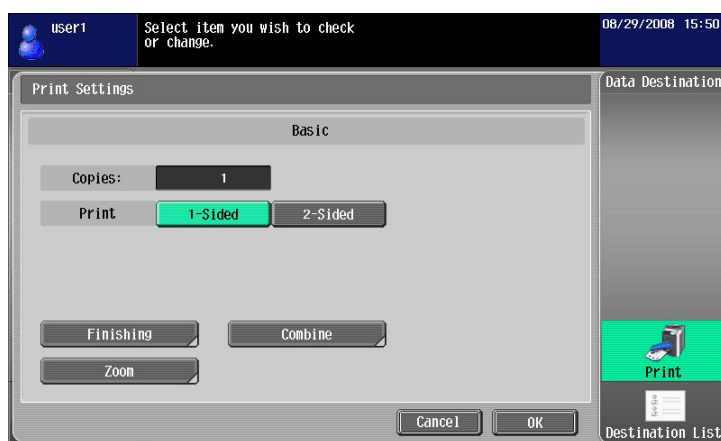 user1
Select item you wish to check
or change.
08/29/2008 15:50
Print Settings
Data Destination
Basic
Copies: 1
Print 1-Sided 2-Sided
Finishing Combine
Zoom
Print
Cancel OK
Destination List